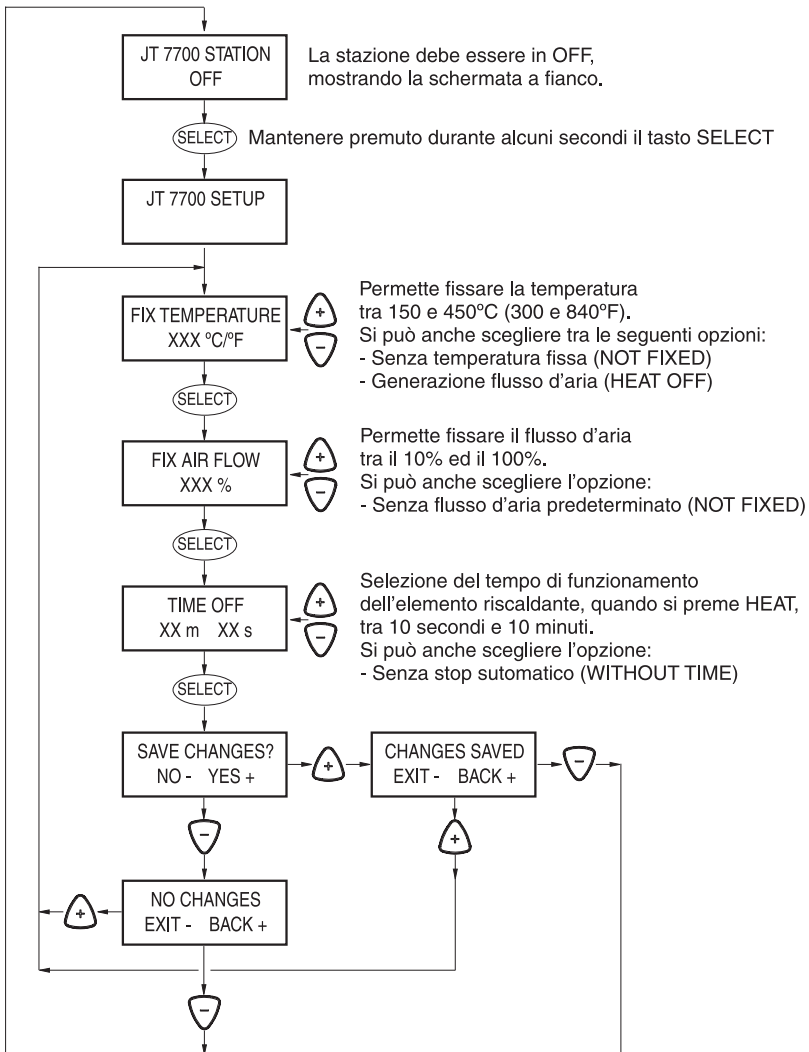 JT 7700 STATION
OFF
La stazione debe essere in OFF,
mostrando la schermata a fianco.
SELECT
Mantenere premuto durante alcuni secondi il tasto SELECT
JT 7700 SETUP
FIX TEMPERATURE
XXX ºC/ºF
+
-
Permette fissare la temperatura
tra 150 e 450ºC (300 e 840ºF).
Si può anche scegliere tra le seguenti opzioni:
- Senza temperatura fissa (NOT FIXED)
- Generazione flusso d'aria (HEAT OFF)
SELECT
FIX AIR FLOW
XXX %
+
-
Permette fissare il flusso d'aria
tra il 10% ed il 100%.
Si può anche scegliere l'opzione:
- Senza flusso d'aria predeterminato (NOT FIXED)
SELECT
TIME OFF
XX m XX s
+
-
Selezione del tempo di funzionamento
dell'elemento riscaldante, quando si preme HEAT,
tra 10 secondi e 10 minuti.
Si può anche scegliere l'opzione:
- Senza stop sutomatico (WITHOUT TIME)
SELECT
SAVE CHANGES?
NO - YES +
+
CHANGES SAVED
EXIT - BACK +
-
-
+
NO CHANGES
EXIT - BACK +
+
-